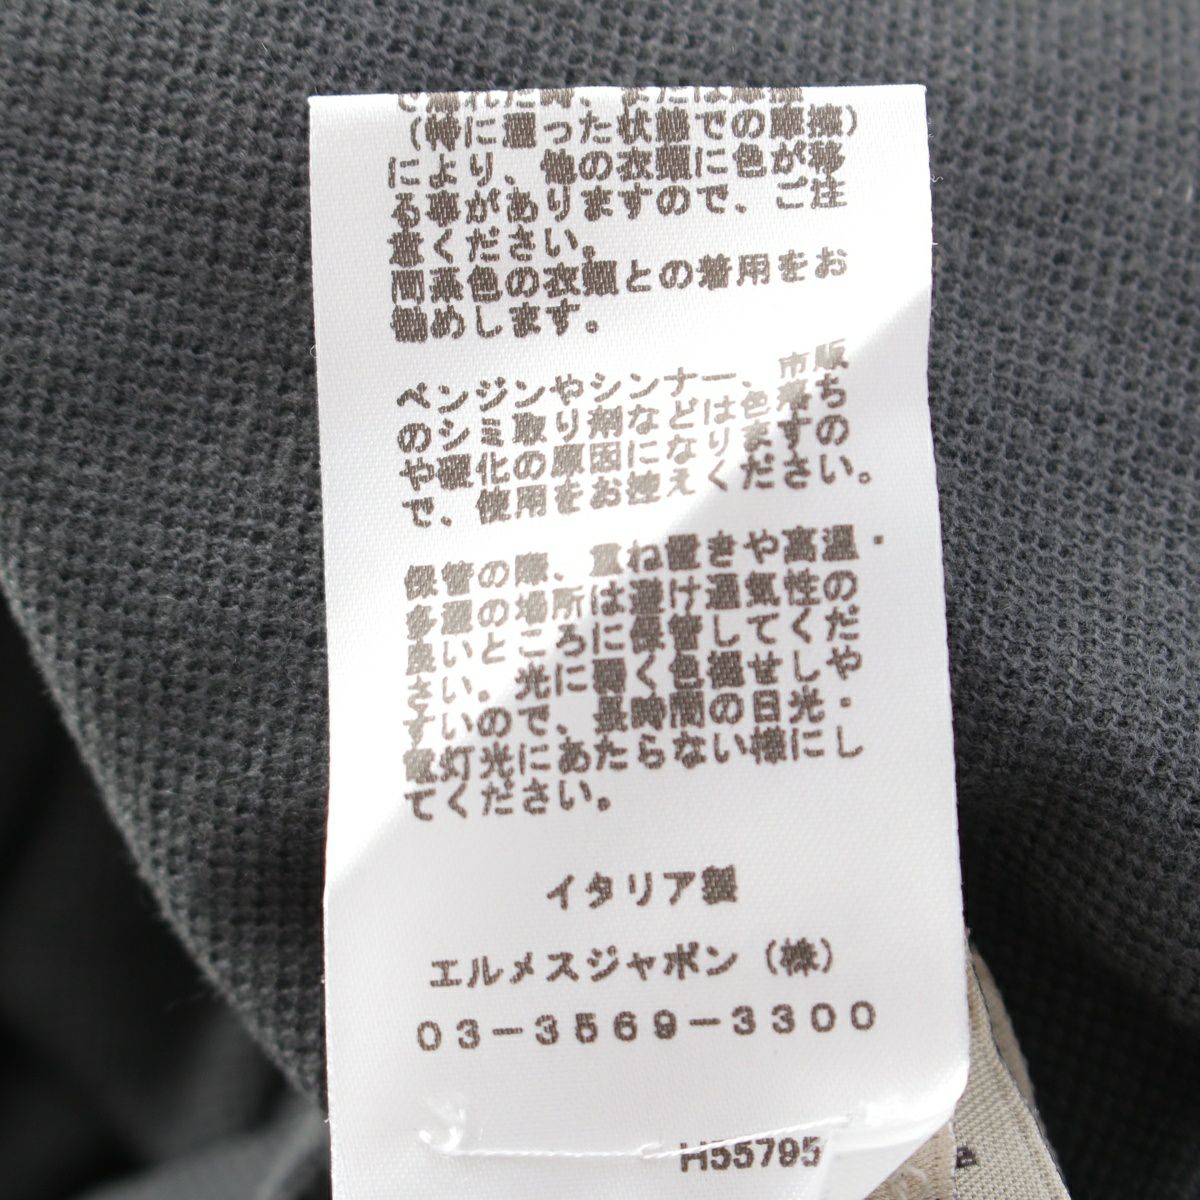 (特に湿った状態での摩擦)
により、他の衣類に色が移
る事がありますので、ご注
意ください。
同系色の衣類との着用をお
勧めします。
ベンジンやシンナー、市販
のシミ取り剤などは色落ち
や硬化の原因になりますの
で、使用をお控えください。
保管の際、重ね置きや高温・
多湿の場所は避け通気性の
良いところに保管してくだ
さい。光に弱く色褪せしや
すいので、長時間の日光・
電灯光にあたらない様にし
てください。
イタリア製
エルメスジャポン(株)
03-3569-3300
H55795